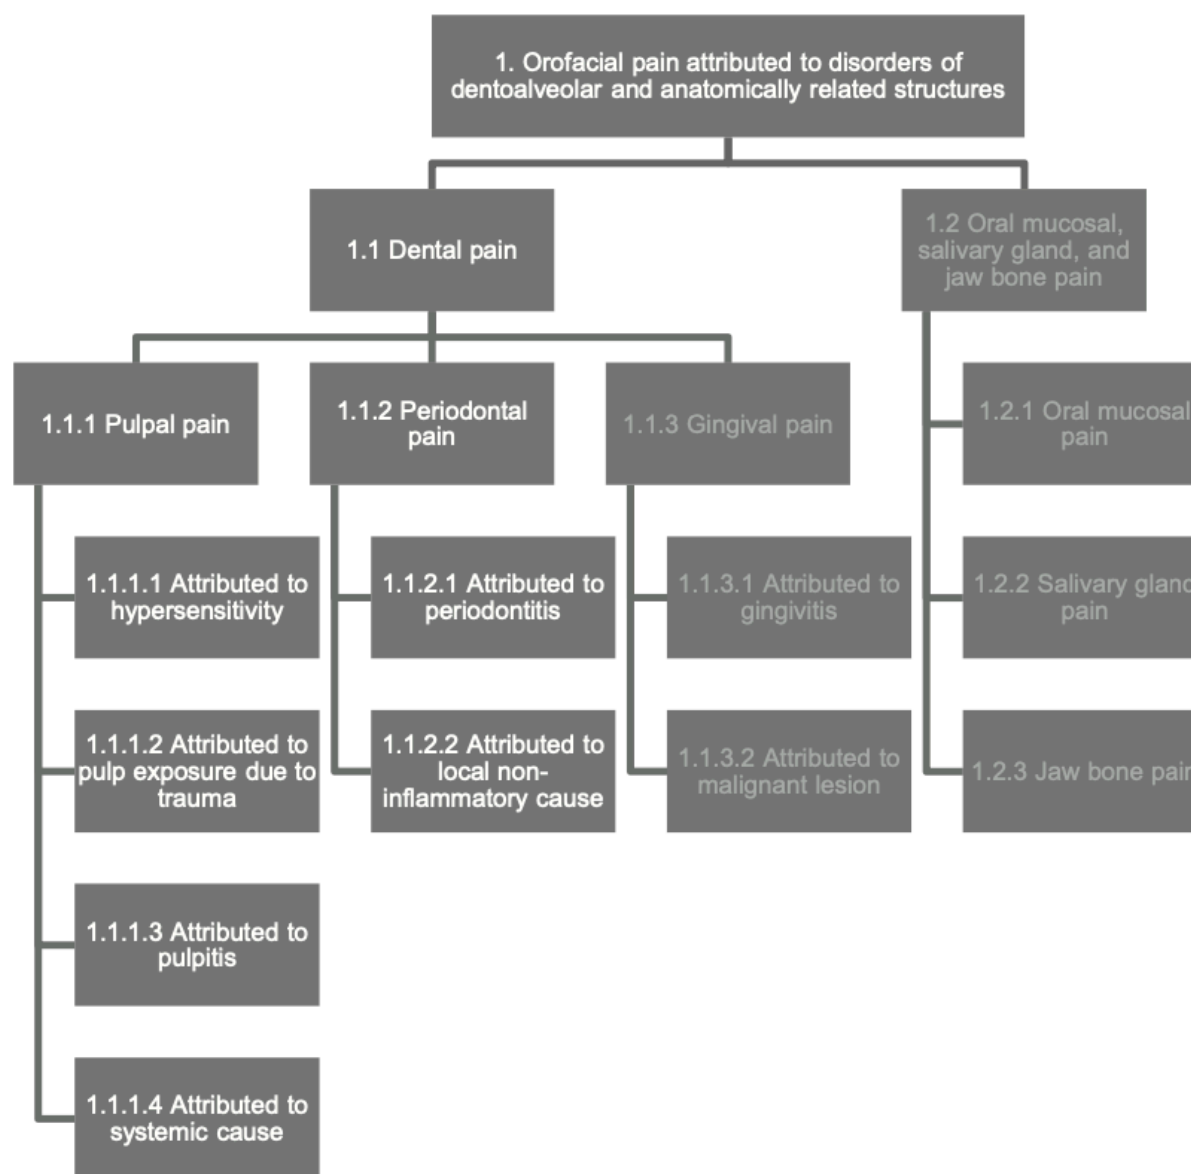 1. Orofacial pain attributed to disorders of
dentoalveolar and anatomically related structures
1.1 Dental pain
1.2 Oral mucosal,
salivary gland, and
jaw bone pain
1.1.1 Pulpal pain
1.1.2 Periodontal
pain
1.1.3 Gingival pain
1.2.1 Oral mucosal
pain
1.1.1.1 Attributed to
hypersensitivity
1.1.2.1 Attributed to
periodontitis
1.1.3.1 Attributed to
gingivitis
1.2.2 Salivary gland
pain
1.1.1.2 Attributed to
pulp exposure due to
trauma
1.1.2.2 Attributed to
local non-
inflammatory cause
1.1.3.2 Attributed to
malignant lesion
1.2.3 Jaw bone pain
1.1.1.3 Attributed to
pulpitis
1.1.1.4 Attributed to
systemic cause